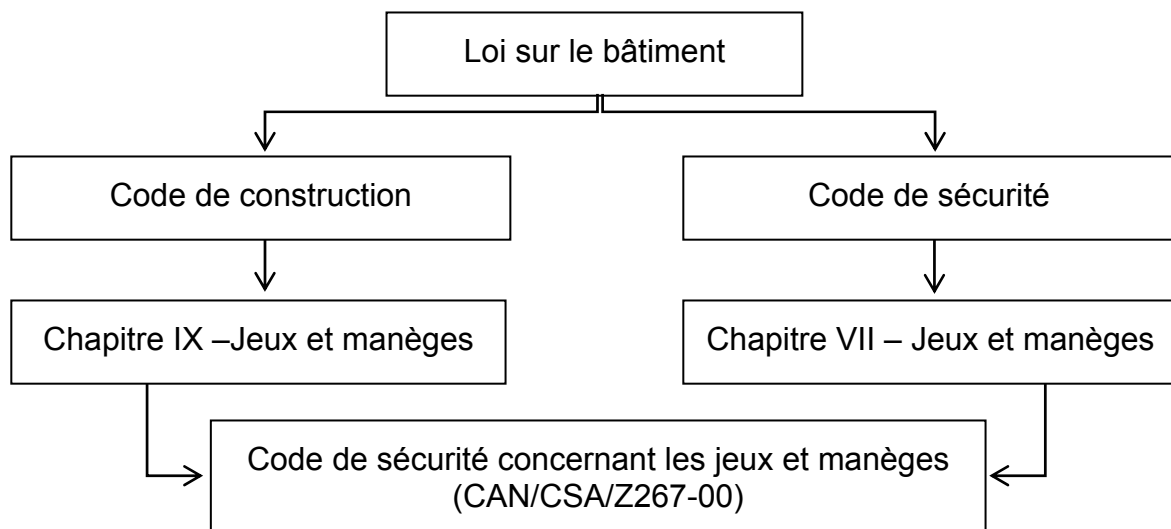 Loi sur le bâtiment
Code de construction
Code de sécurité
Chapitre IX –Jeux et manèges
Chapitre VII – Jeux et manèges
Code de sécurité concernant les jeux et manèges
(CAN/CSA/Z267-00)